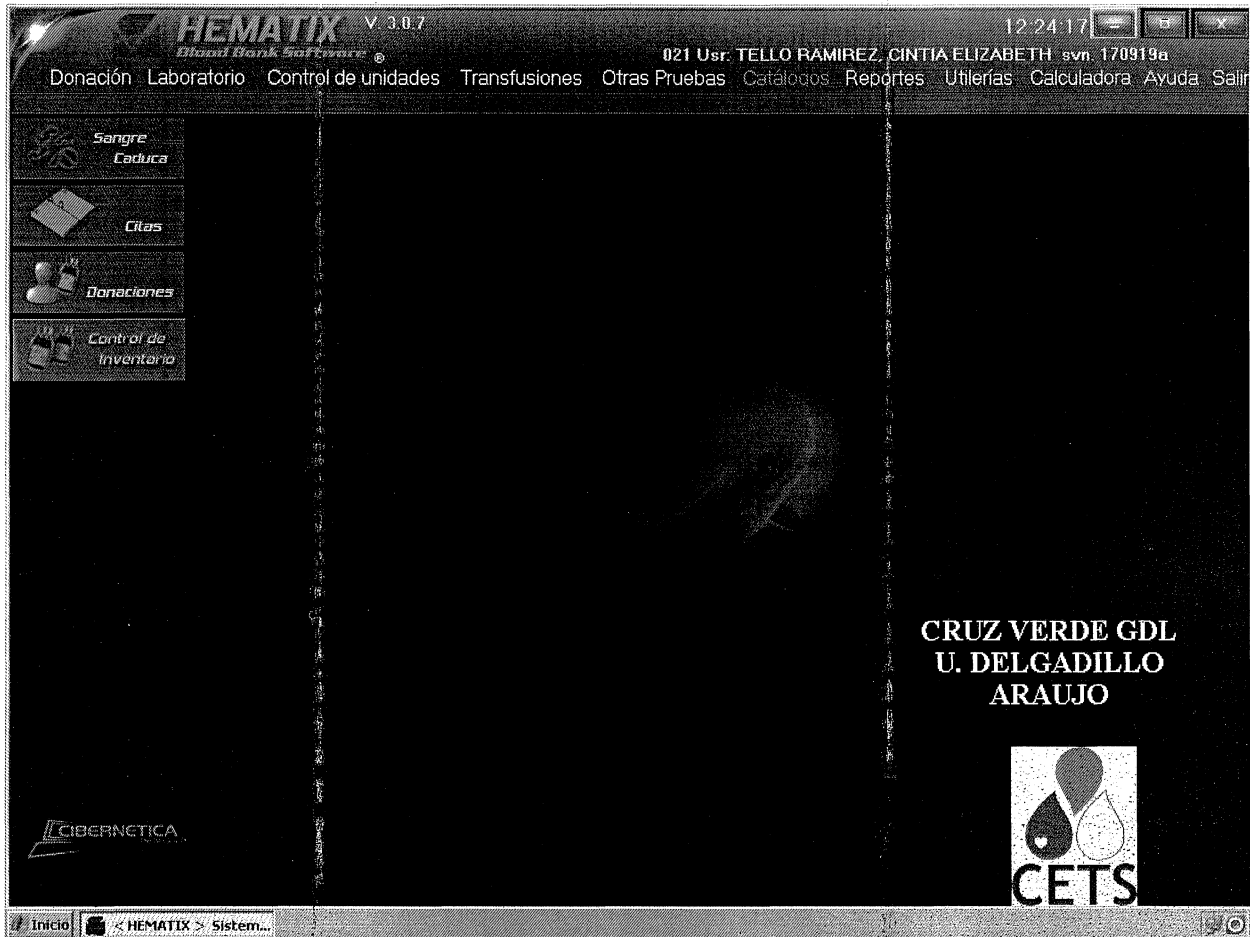 HEMATIX V. 3.0.7
Blood Bank Software ®
12:24:17
021 Usr. TELLO RAMIREZ, CINTIA ELIZABETH svn. 170919a
Donación Laboratorio Control de unidades Transfusiones Otras Pruebas Catálogos Reportes Utilerías Calculadora Ayuda Salir
Sangre
Caduca
Citas
Donaciones
Control de
Inventario
CRUZ VERDE GDL
U. DELGADILLO
ARAUJO
CIBERNETICA
CETS
Inicio <HEMATIX> Sistem...